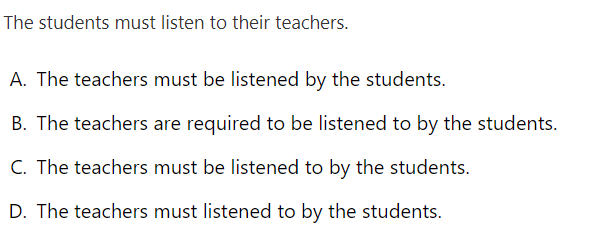 The students must listen to their teachers.
A. The teachers must be listened by the students.
B. The teachers are required to be listened to by the students.
C. The teachers must be listened to by the students.
D. The teachers must listened to by the students.